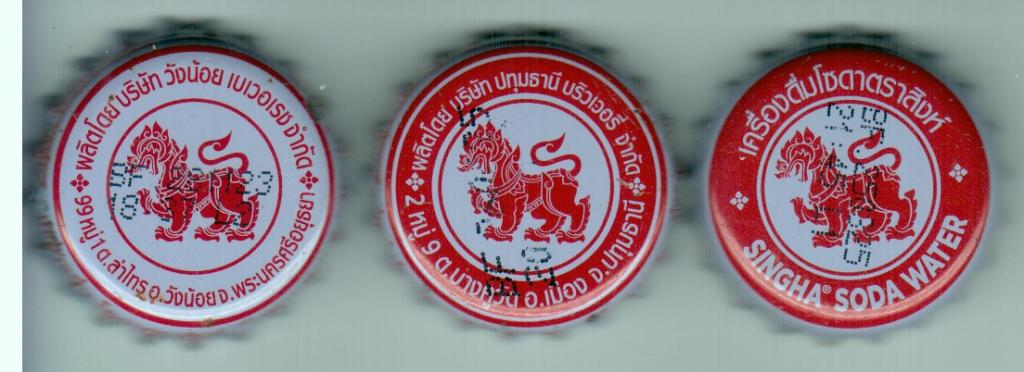 ผลิตโดย บริษัท วังน้อย เบเวอเรช จำกัด
99 หมู่ 1 ต.ลำไทร อ.วังน้อย จ.พระนครศรีอยุธยา
ผลิตโดย บริษัท ปทุมธานี บริวเวอรี่ จำกัด
2 หมู่ 6 ต.บางคูวัด อ.เมือง จ.ปทุมธานี
เครื่องดื่มโซดาตราสิงห์
SINGHA® SODA WATER